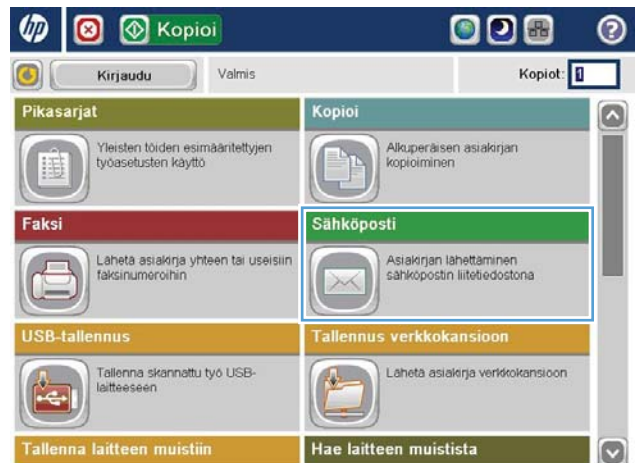 hp Kopioi ?
Kirjaudu Valmis Kopiot: 1
Pikasarjat Kopioi
Yleisten töiden esimääritettyjen
työasetusten käyttö
Alkuperäisen asiakirjan
kopioiminen
Faksi Sähköposti
Lähetä asiakirja yhteen tai useisiin
faksinumeroihin
Asiakirjan lähettäminen
sähköpostin liitetiedostona
USB-tallennus Tallennus verkkokansioon
Tallenna skannattu työ USB-
laitteeseen
Lähetä asiakirja verkkokansioon
Tallenna laitteen muistiin Hae laitteen muistista